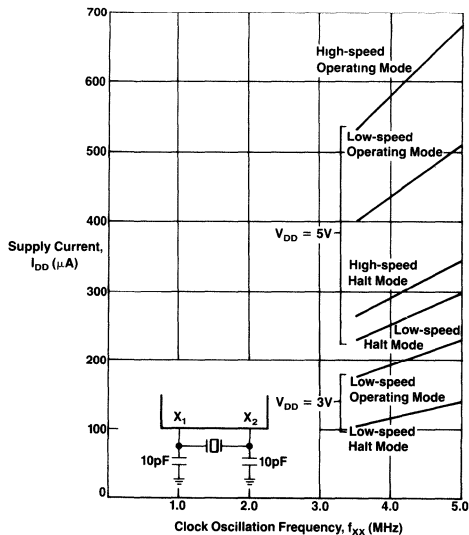 700
High-speed
Operating Mode
600
Low-speed
Operating Mode
500
400
V_DD = 5V
Supply Current,
I_DD (μA)
High-speed
Halt Mode
300
Low-speed
Halt Mode
200
V_DD = 3V
Low-speed
Operating Mode
X₁
X₂
100
Low-speed
Halt Mode
10pF
10pF
0
1.0
2.0
3.0
4.0
5.0
Clock Oscillation Frequency, f_XX (MHz)